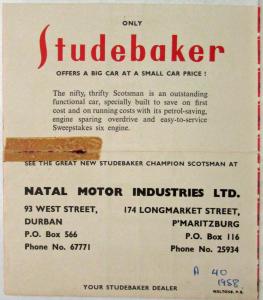 ONLY
Studebaker
OFFERS A BIG CAR AT A SMALL CAR PRICE !
The nifty, thrifty Scotsman is an outstanding
functional car, specially built to save on first
cost and on running costs with its petrol-saving,
engine sparing overdrive and easy-to-service
Sweepstakes six engine.
SEE THE GREAT NEW STUDEBAKER CHAMPION SCOTSMAN AT
NATAL MOTOR INDUSTRIES LTD.
93 WEST STREET,
DURBAN
P.O. Box 566
Phone No. 67771
174 LONGMARKET STREET,
P'MARITZBURG
P.O. Box 116
Phone No. 25934
A 40
1958
YOUR STUDEBAKER DEALER
WALTONS, P.E.